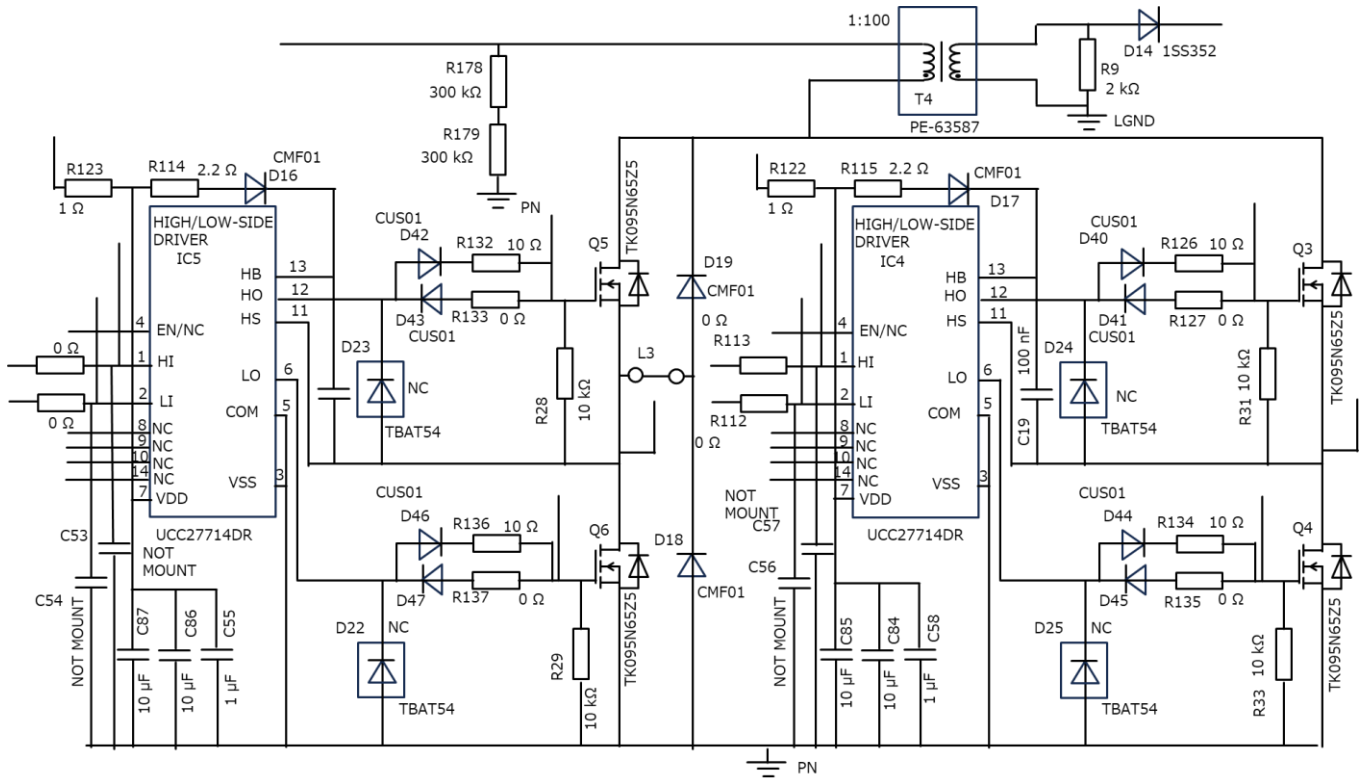 1:100
T4
PE-63587
D14 1SS352
R9
2 kΩ
LGND
R178
300 kΩ
R179
300 kΩ
PN
R123
1 Ω
R114
2.2 Ω
CMF01
D16
HIGH/LOW-SIDE
DRIVER
IC5
HB
13
HO
12
HS
11
4
EN/NC
0 Ω
1
HI
0 Ω
2
LI
LO
6
COM
5
8
NC
9
NC
10
NC
14
NC
7
VDD
VSS
3
UCC27714DR
CUS01
D42
R132
10 Ω
D43
CUS01
R133
0 Ω
D23
NC
TBAT54
R28
10 kΩ
Q5
TK095N65Z5
D19
CMF01
0 Ω
L3
C53
NOT
MOUNT
C54
NOT MOUNT
C87
10 µF
C86
10 µF
C55
1 µF
CUS01
D46
R136
10 Ω
D47
R137
0 Ω
D22
NC
TBAT54
R29
10 kΩ
Q6
TK095N65Z5
D18
CMF01
R122
1 Ω
R115
2.2 Ω
CMF01
D17
HIGH/LOW-SIDE
DRIVER
IC4
HB
13
HO
12
HS
11
4
EN/NC
R113
1
HI
R112
0 Ω
2
LI
LO
6
COM
5
8
NC
9
NC
10
NC
14
NC
7
VDD
VSS
3
UCC27714DR
C19
100 nF
CUS01
D40
R126
10 Ω
D41
CUS01
R127
0 Ω
D24
NC
TBAT54
R31 10 kΩ
Q3
TK095N65Z5
NOT
MOUNT
C57
C56
NOT MOUNT
C85
10 µF
C84
10 µF
C58
1 µF
CUS01
D44
R134
10 Ω
D45
R135
0 Ω
D25
NC
TBAT54
R33
10 kΩ
Q4
TK095N65Z5
PN